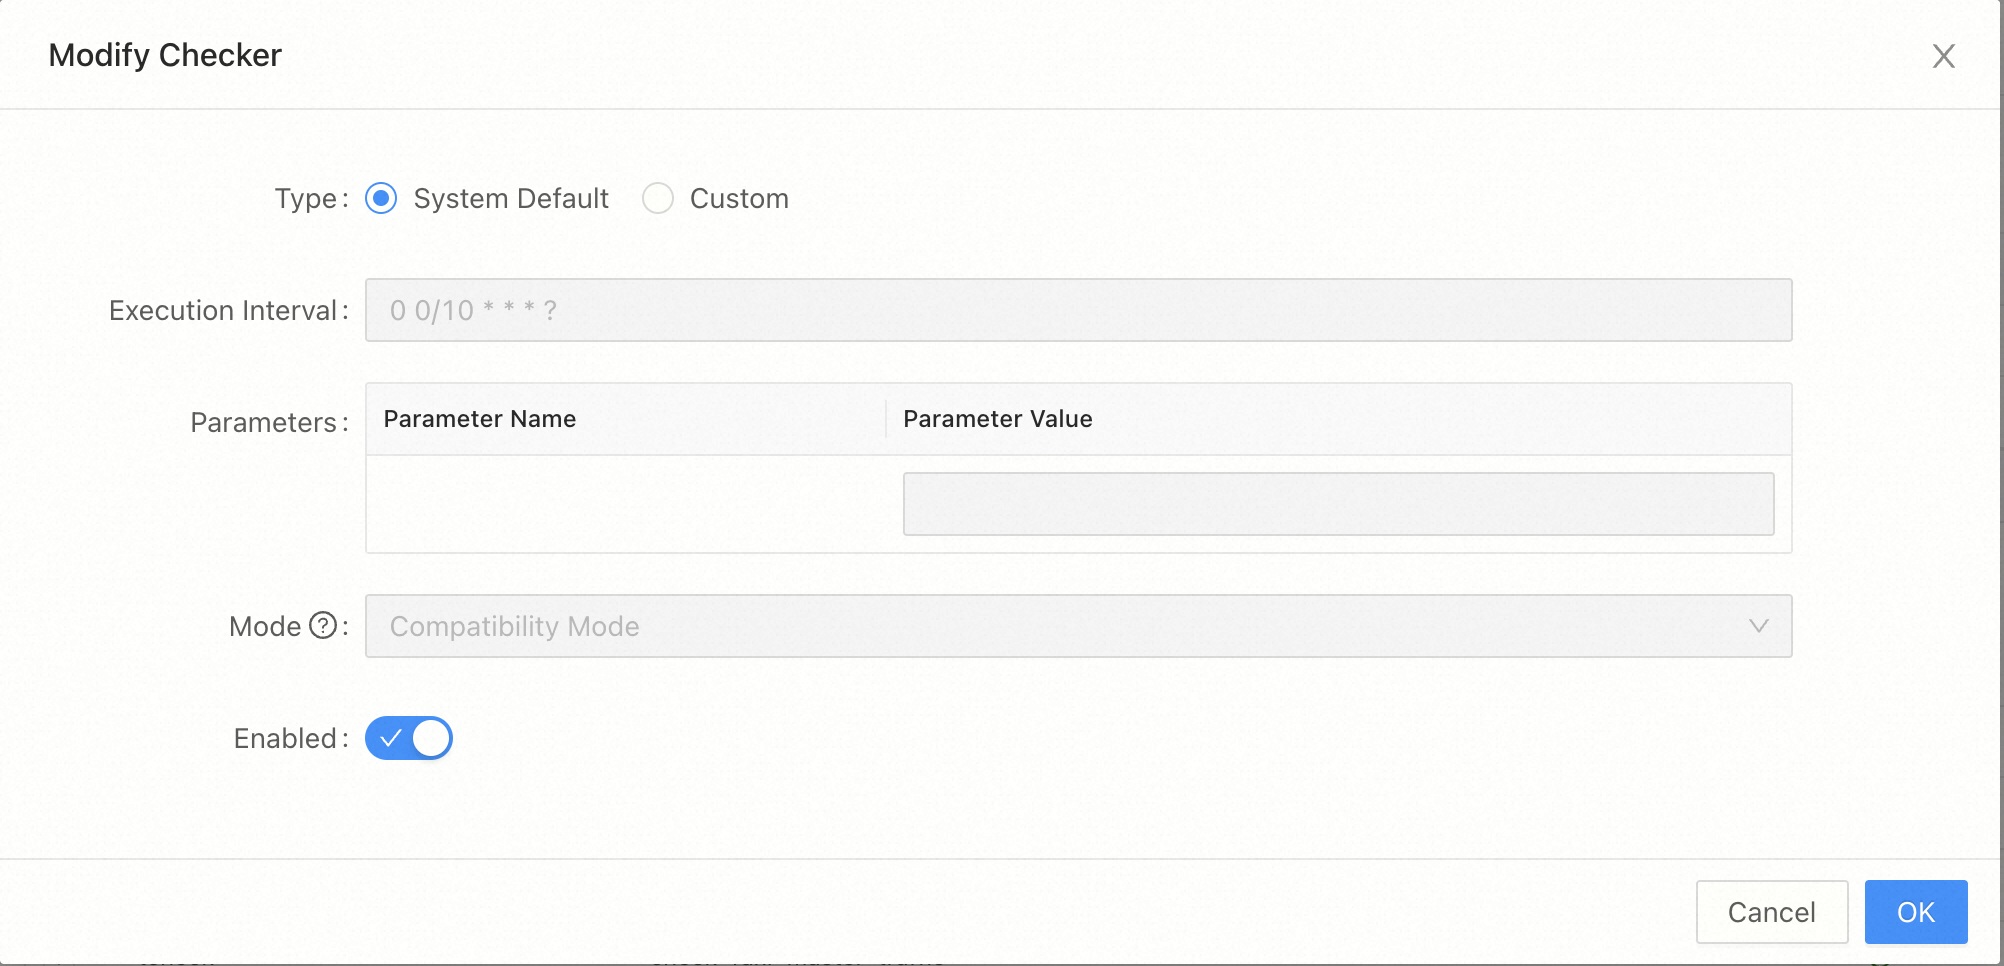 Modify Checker
Type: System Default Custom
Execution Interval: 0 0/10 * * * ?
Parameters: Parameter Name Parameter Value
Mode ?: Compatibility Mode
Enabled:
Cancel OK